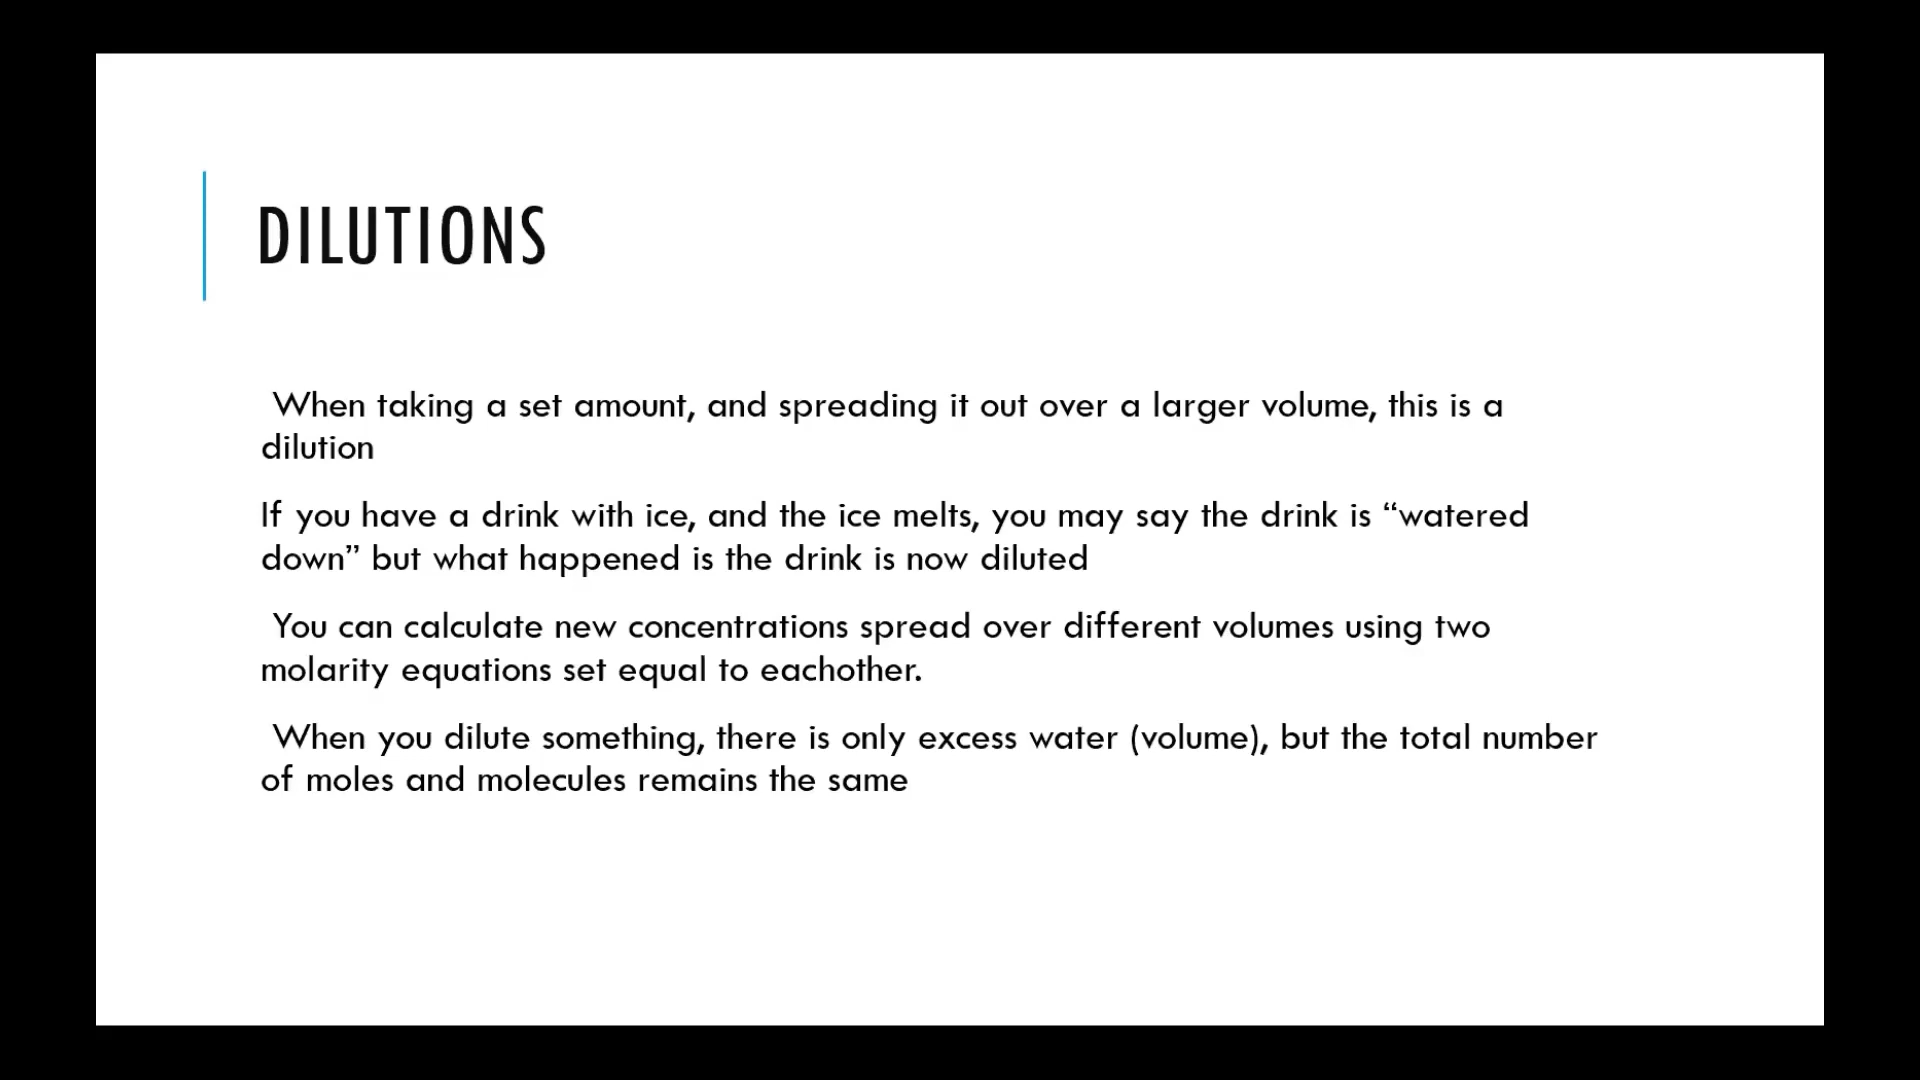 DILUTIONS
When taking a set amount, and spreading it out over a larger volume, this is a
dilution
If you have a drink with ice, and the ice melts, you may say the drink is “watered
down” but what happened is the drink is now diluted
You can calculate new concentrations spread over different volumes using two
molarity equations set equal to eachother.
When you dilute something, there is only excess water (volume), but the total number
of moles and molecules remains the same